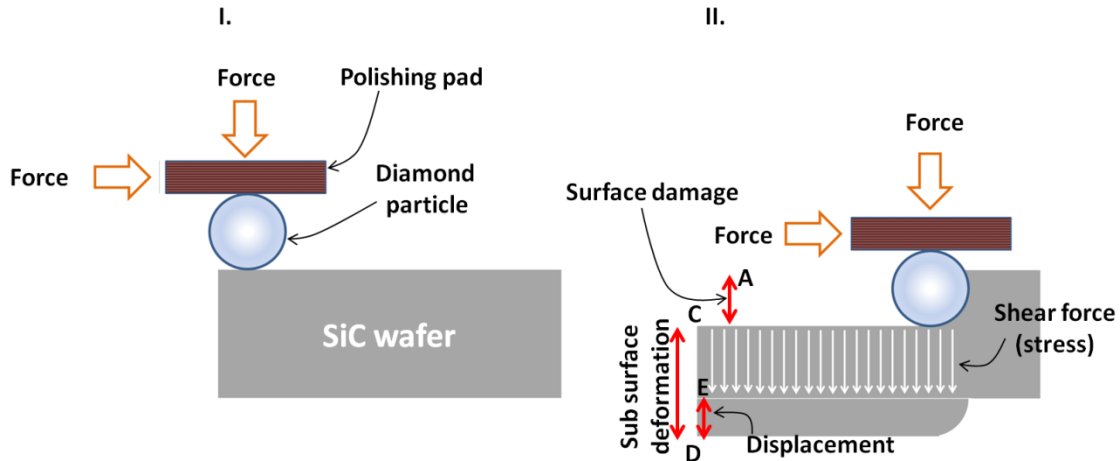 I.
Force
Polishing pad
Force
Diamond
particle
SiC wafer
II.
Force
Surface damage
Force
A
C
Shear force
(stress)
Sub surface
deformation
E
D
Displacement